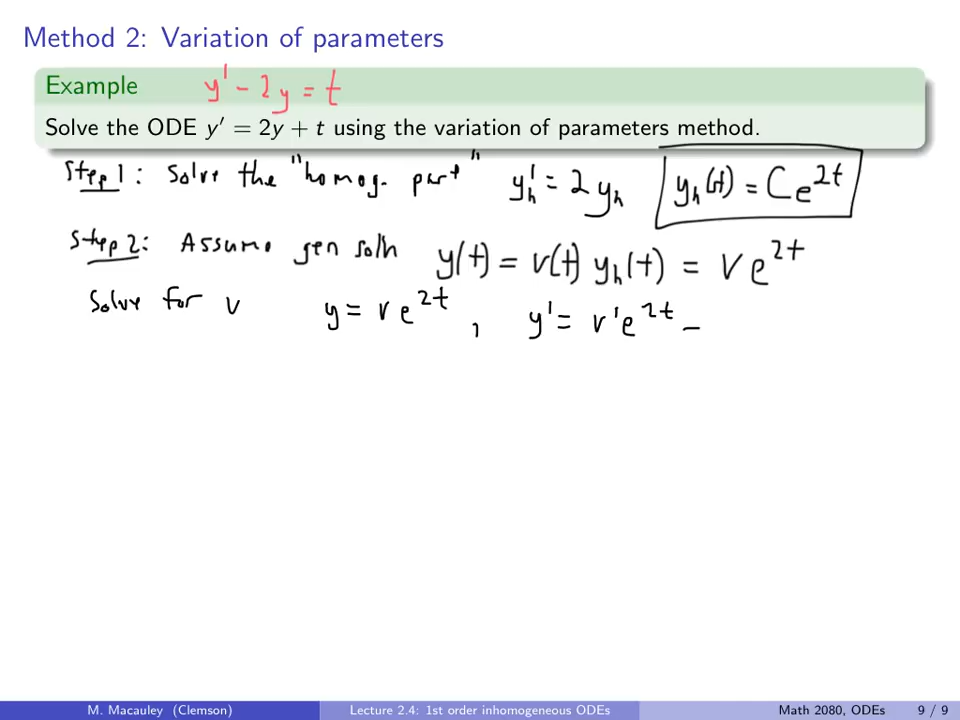 Method 2: Variation of parameters
Example y' - 2y = t
Solve the ODE y′ = 2y + t using the variation of parameters method.
Step 1: Solve the "homog. part" y_h' = 2 y_h y_h(t) = Ce^{2t}
Step 2: Assume gen soln y(t) = v(t) y_h(t) = v e^{2t}
Solve for v y = v e^{2t} , y' = v'e^{2t} –
M. Macauley (Clemson) Lecture 2.4: 1st order inhomogeneous ODEs Math 2080, ODEs 9 / 9